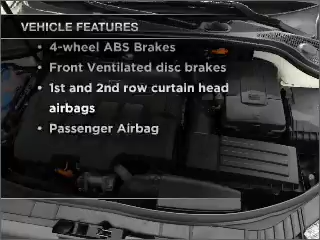 VEHICLE FEATURES
• 4-wheel ABS Brakes
• Front Ventilated disc brakes
• 1st and 2nd row curtain head
airbags
• Passenger Airbag